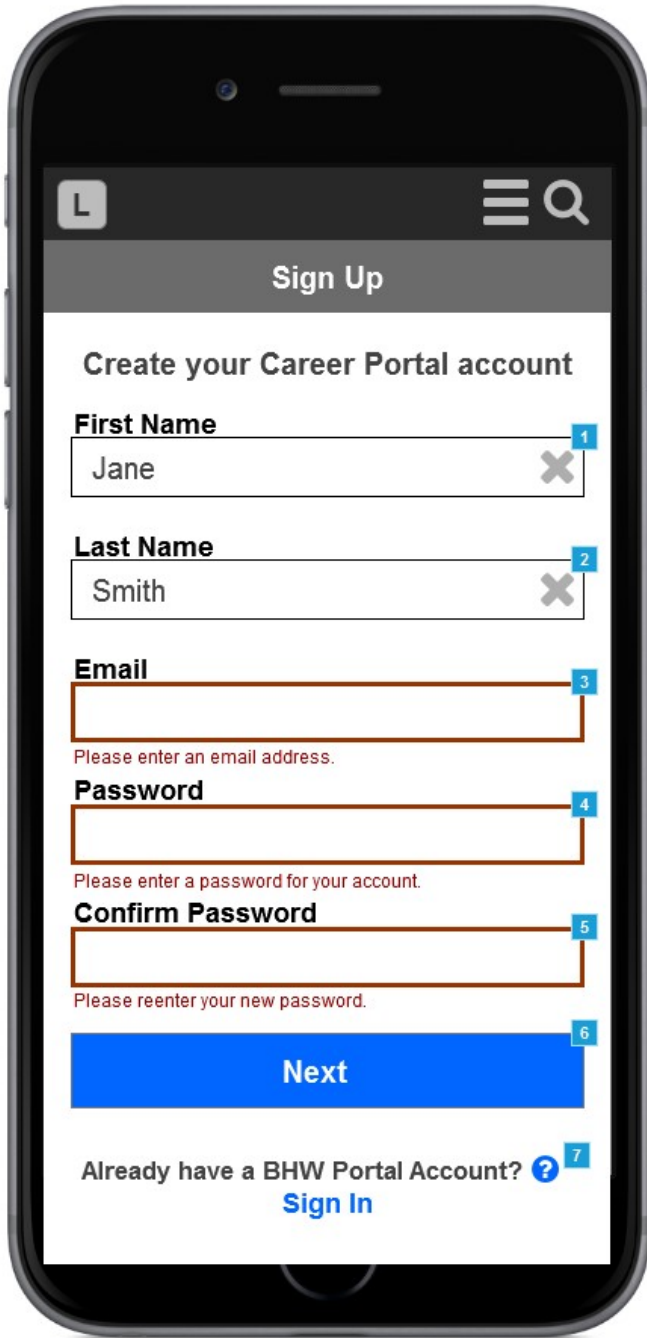 L
Sign Up
Create your Career Portal account
First Name
1
Jane
Last Name
2
Smith
Email
3
Please enter an email address.
Password
4
Please enter a password for your account.
Confirm Password
5
Please reenter your new password.
6
Next
Already have a BHW Portal Account? ? 7
Sign In